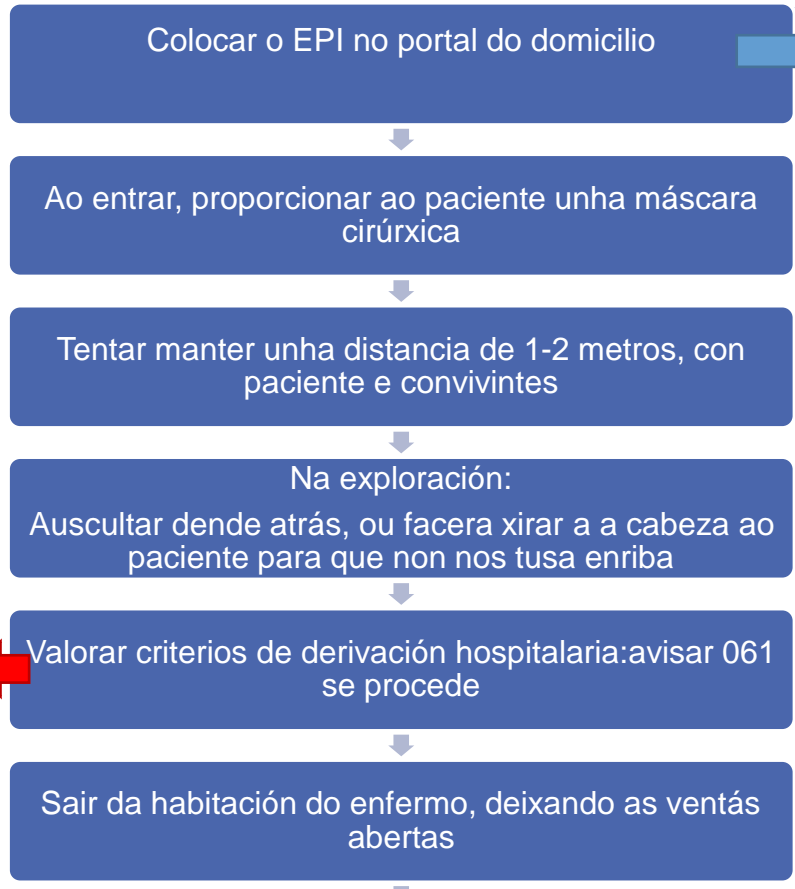 Colocar o EPI no portal do domicilio
Ao entrar, proporcionar ao paciente unha máscara
cirúrxica
Tentar manter unha distancia de 1-2 metros, con
paciente e convivintes
Na exploración:
Auscultar dende atrás, ou facera xirar a a cabeza ao
paciente para que non nos tusa enriba
Valorar criterios de derivación hospitalaria:avisar 061
se procede
Sair da habitación do enfermo, deixando as ventás
abertas